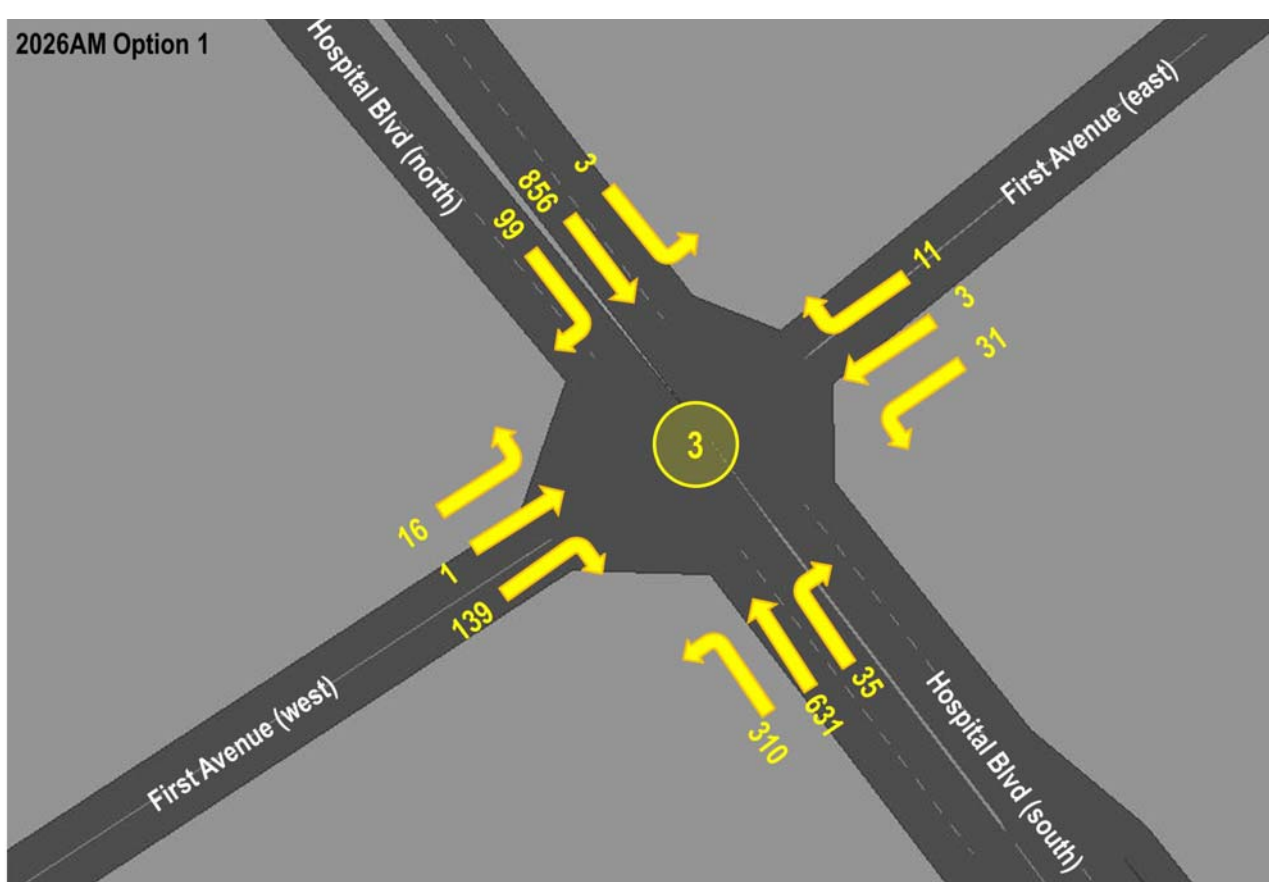 2026AM Option 1
Hospital Blvd (north)
First Avenue (east)
3
856
99
11
3
31
3
16
1
139
35
631
310
First Avenue (west)
Hospital Blvd (south)